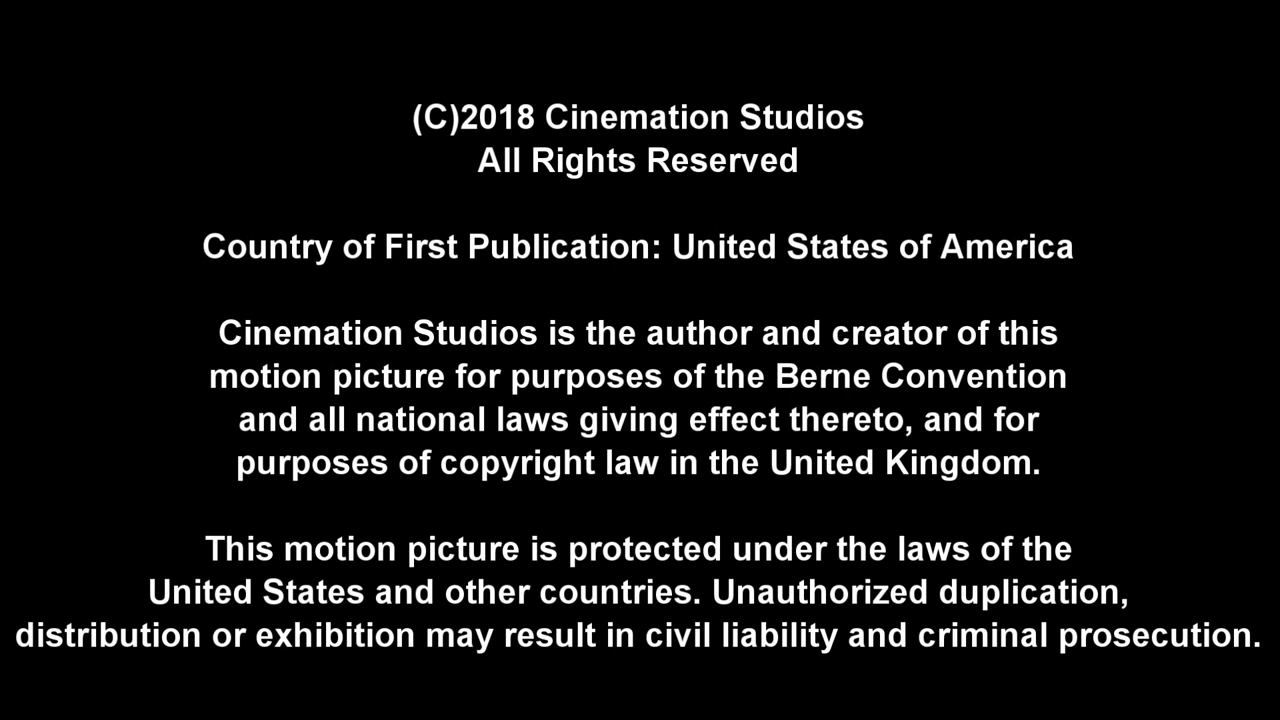 (C)2018 Cinemation Studios
All Rights Reserved
Country of First Publication: United States of America
Cinemation Studios is the author and creator of this
motion picture for purposes of the Berne Convention
and all national laws giving effect thereto, and for
purposes of copyright law in the United Kingdom.
This motion picture is protected under the laws of the
United States and other countries. Unauthorized duplication,
distribution or exhibition may result in civil liability and criminal prosecution.